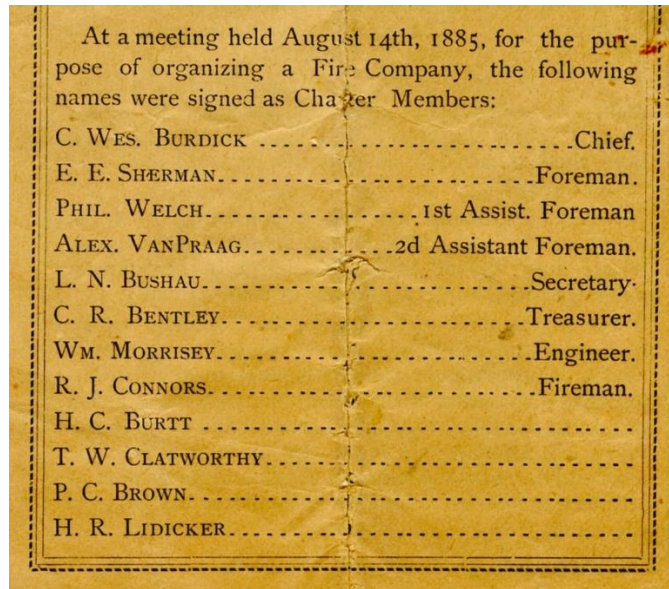 At a meeting held August 14th, 1885, for the pur-
pose of organizing a Fire Company, the following
names were signed as Charter Members:
C. WES. BURDICK ........................Chief.
E. E. SHERMAN........................Foreman.
PHIL. WELCH................1st Assist. Foreman
ALEX. VANPRAAG...........2d Assistant Foreman.
L. N. BUSHAU........................Secretary.
C. R. BENTLEY.......................Treasurer.
WM. MORRISEY........................Engineer.
R. J. CONNORS........................Fireman.
H. C. BURTT ................................
T. W. CLATWORTHY............................
P. C. BROWN.................................
H. R. LIDICKER..............................